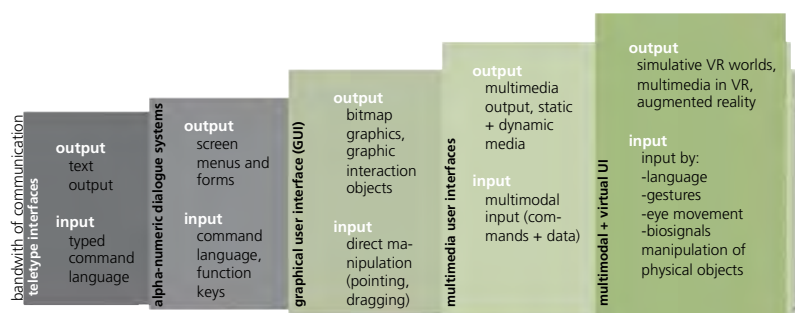 bandwith of communication
teletype interfaces
output
text
output
input
typed
command
language
alpha-numeric dialogue systems
output
screen
menus and
forms
input
command
language,
function
keys
graphical user interface (GUI)
output
bitmap
graphics,
graphic
interaction
objects
input
direct ma-
nipulation
(pointing,
dragging)
multimedia user interfaces
output
multimedia
output, static
+ dynamic
media
input
multimodal
input (com-
mands + data)
multimodal + virtual UI
output
simulative VR worlds,
multimedia in VR,
augmented reality
input
input by:
-language
-gestures
-eye movement
-biosignals
manipulation of
physical objects